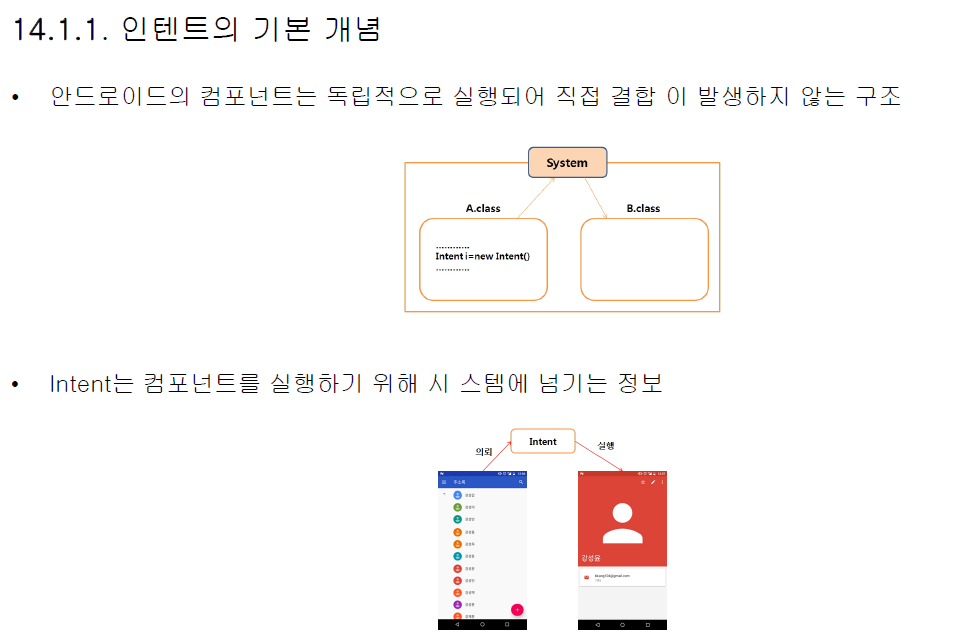 14.1.1. 인텐트의 기본 개념
• 안드로이드의 컴포넌트는 독립적으로 실행되어 직접 결합 이 발생하지 않는 구조
System
A.class
B.class
............
Intent i=new Intent()
............
• Intent는 컴포넌트를 실행하기 위해 시 스템에 넘기는 정보
Intent
의뢰
실행
주소록
강성윤